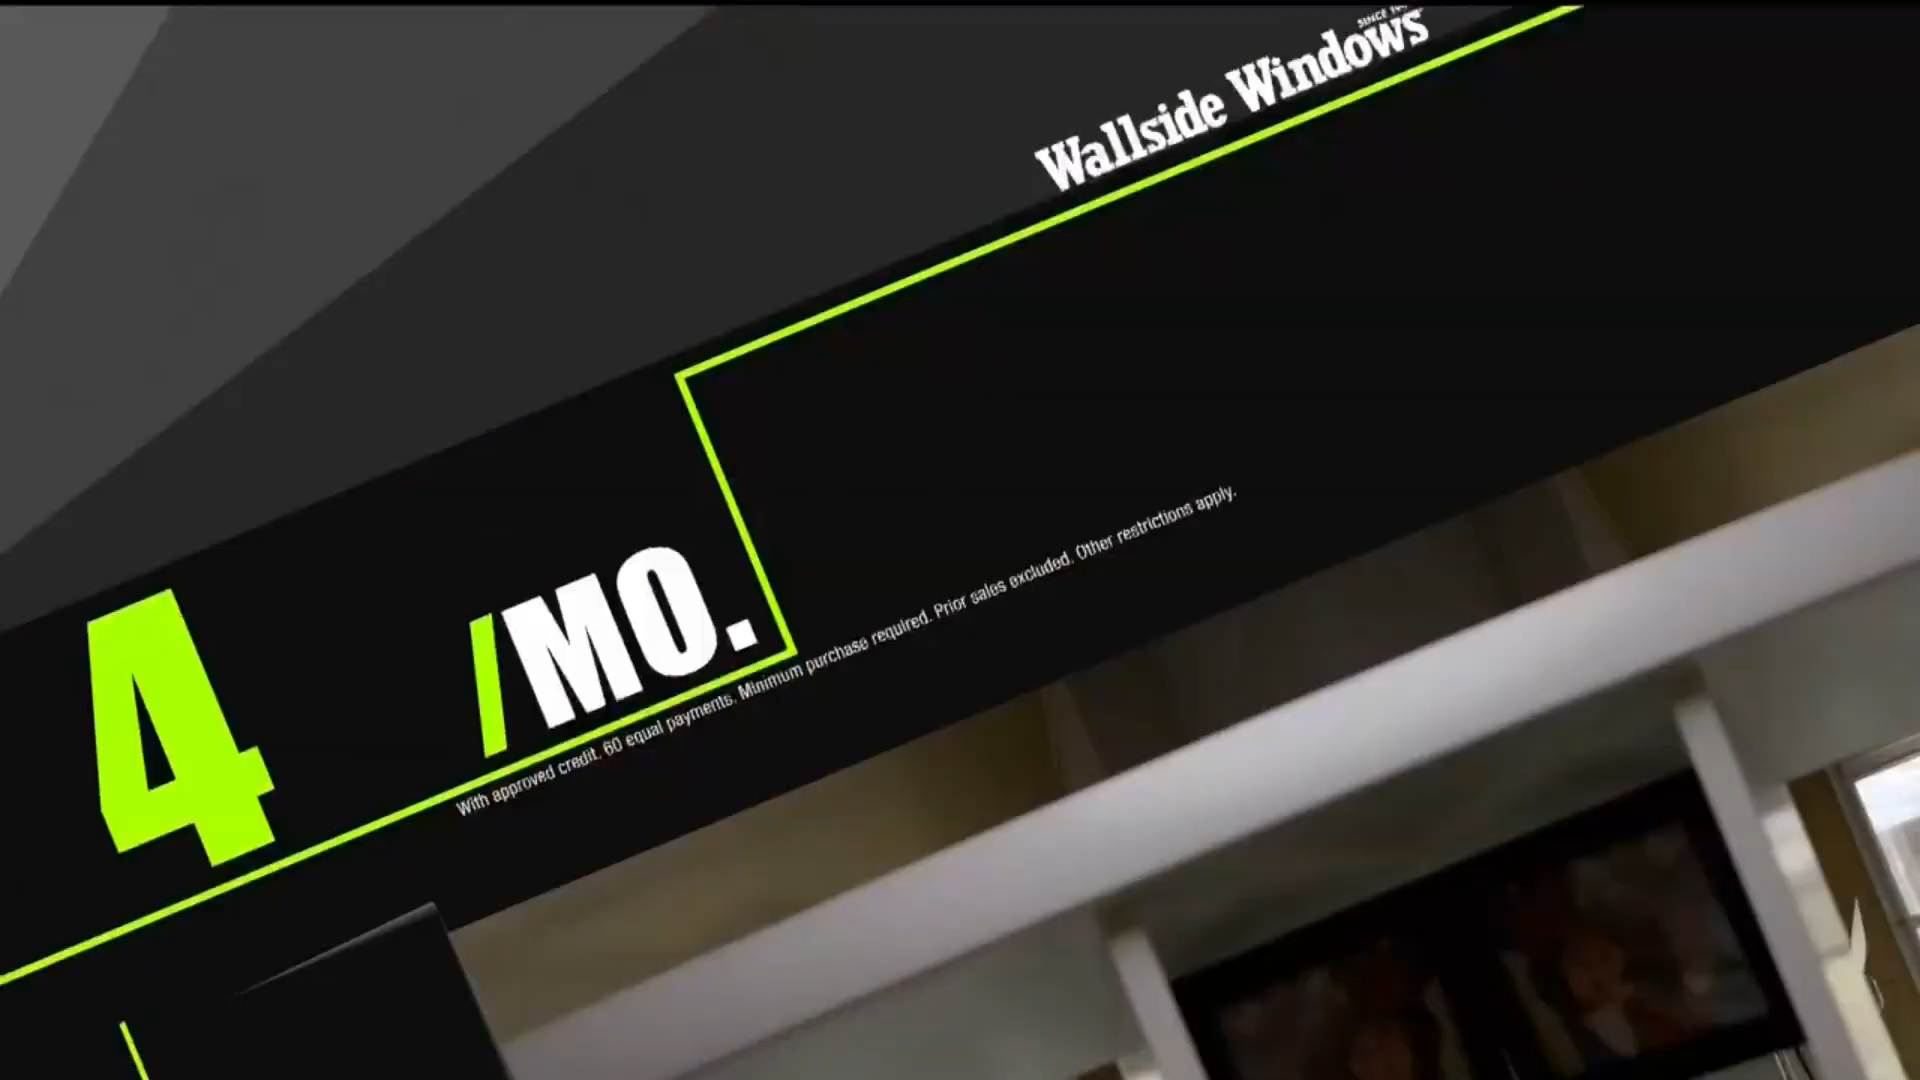 SINCE
Wallside Windows
4 /MO.
With approved credit. 60 equal payments. Minimum purchase required. Prior sales excluded. Other restrictions apply.